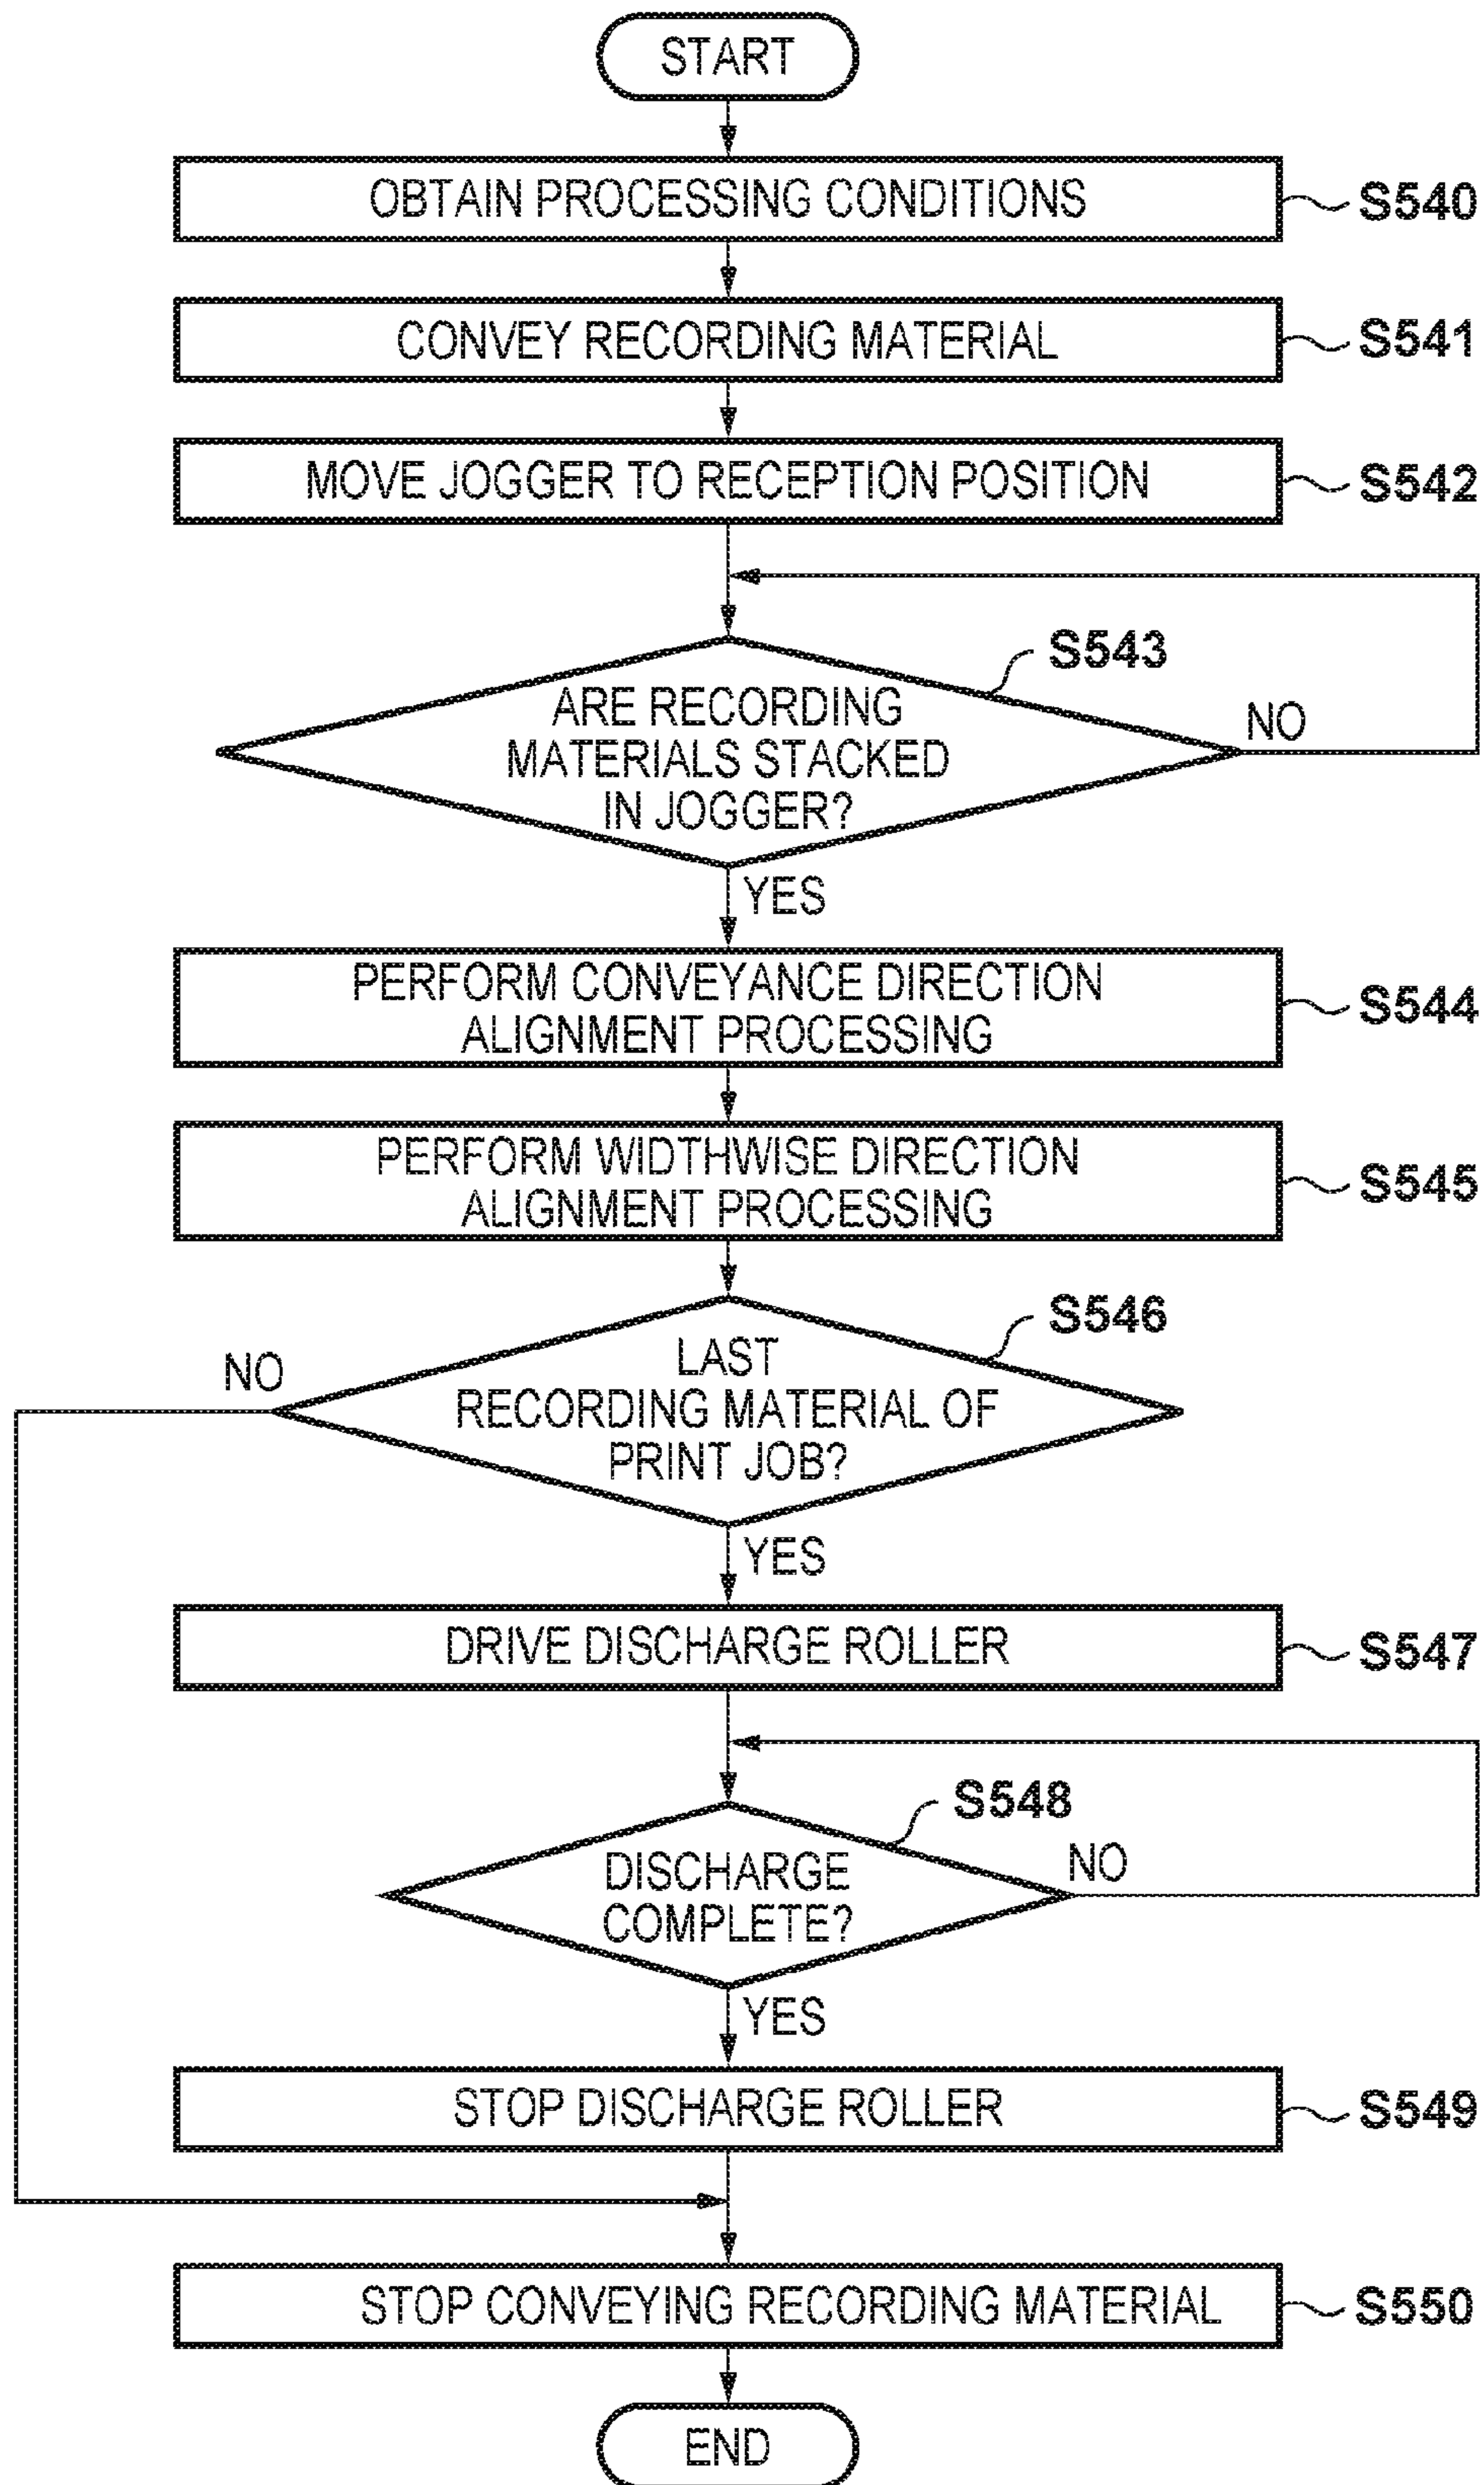 START
OBTAIN PROCESSING CONDITIONS
S540
CONVEY RECORDING MATERIAL
S541
MOVE JOGGER TO RECEPTION POSITION
S542
S543
ARE RECORDING
MATERIALS STACKED
IN JOGGER?
NO
YES
PERFORM CONVEYANCE DIRECTION
ALIGNMENT PROCESSING
S544
PERFORM WIDTHWISE DIRECTION
ALIGNMENT PROCESSING
S545
S546
NO
LAST
RECORDING MATERIAL OF
PRINT JOB?
YES
DRIVE DISCHARGE ROLLER
S547
S548
DISCHARGE
COMPLETE?
NO
YES
STOP DISCHARGE ROLLER
S549
STOP CONVEYING RECORDING MATERIAL
S550
END